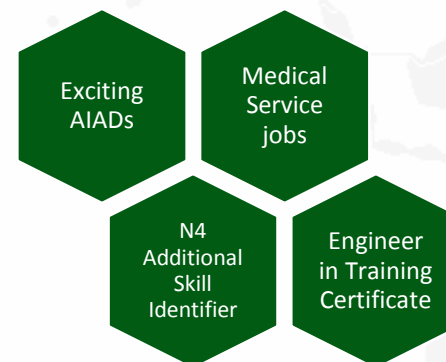 Exciting
AIADs
Medical
Service
jobs
N4
Additional
Skill
Identifier
Engineer
in Training
Certificate